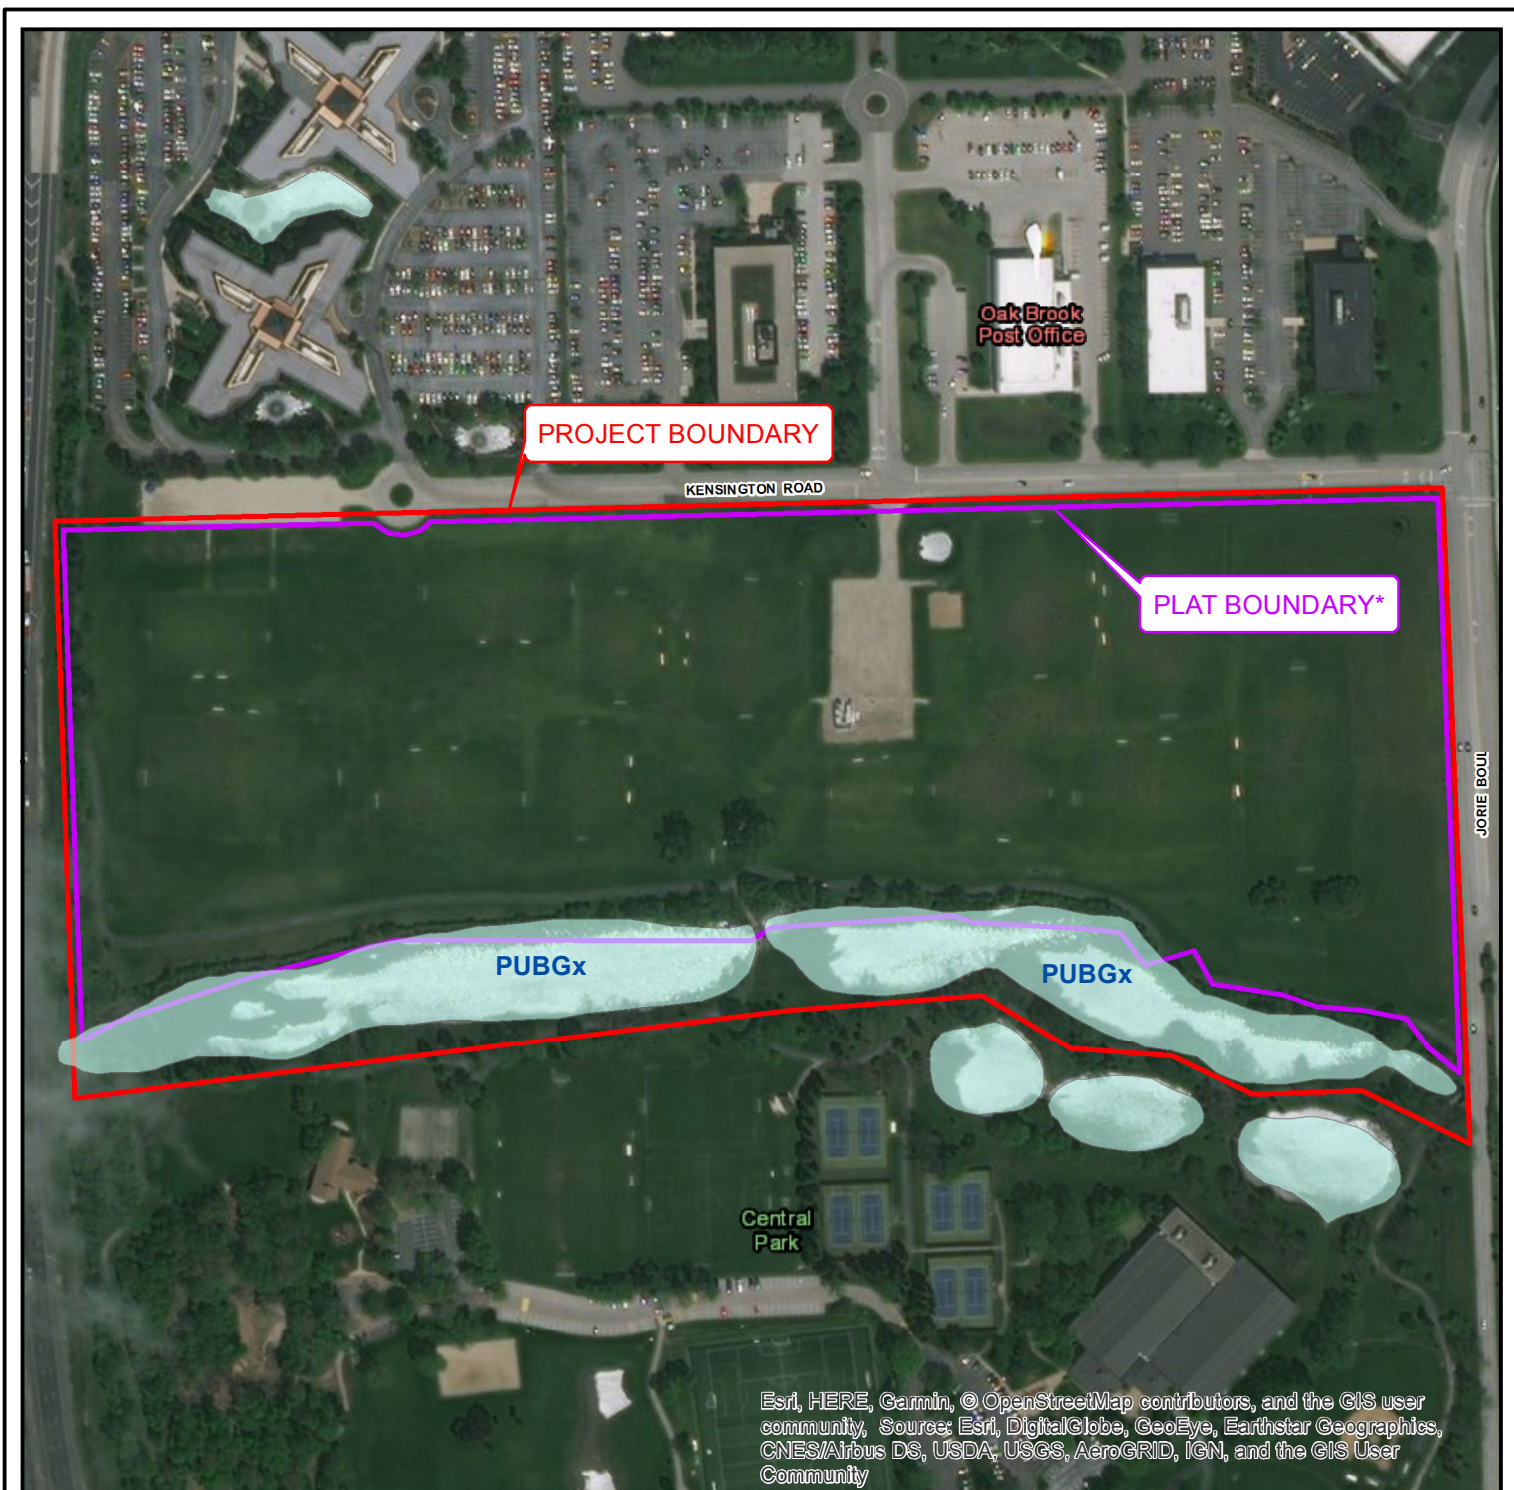 Oak Brook
Post Office
PROJECT BOUNDARY
KENSINGTON ROAD
PLAT BOUNDARY*
JORIE BOUL
PUBGx
PUBGx
Central
Park
Esri, HERE, Garmin, © OpenStreetMap contributors, and the GIS user
community, Source: Esri, DigitalGlobe, GeoEye, Earthstar Geographics,
CNES/Airbus DS, USDA, USGS, AeroGRID, IGN, and the GIS User
Community